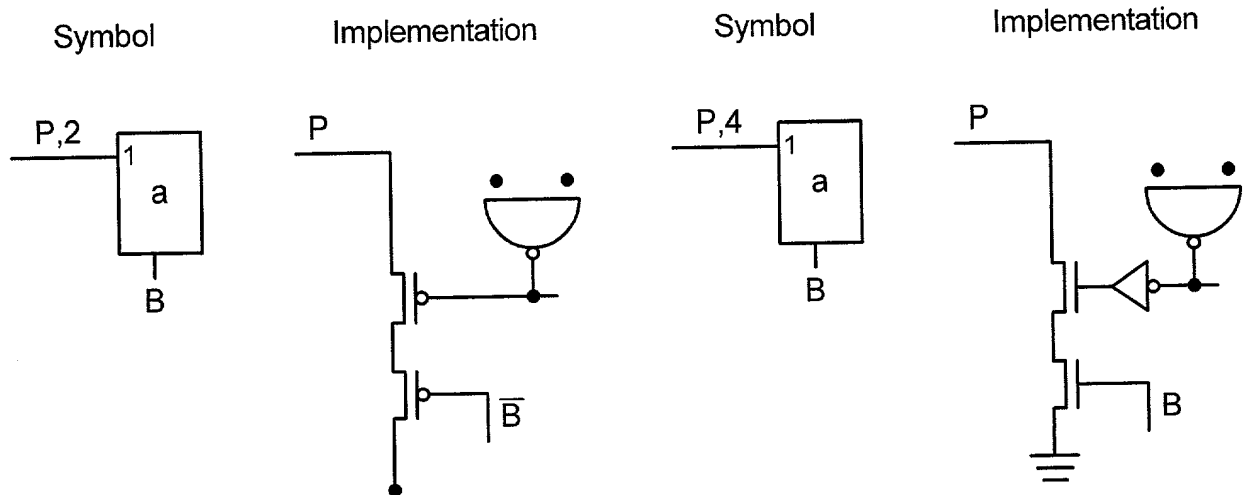 Symbol
Implementation
Symbol
Implementation
P,2
1
a
B
P
B̅
P,4
1
a
B
P
B